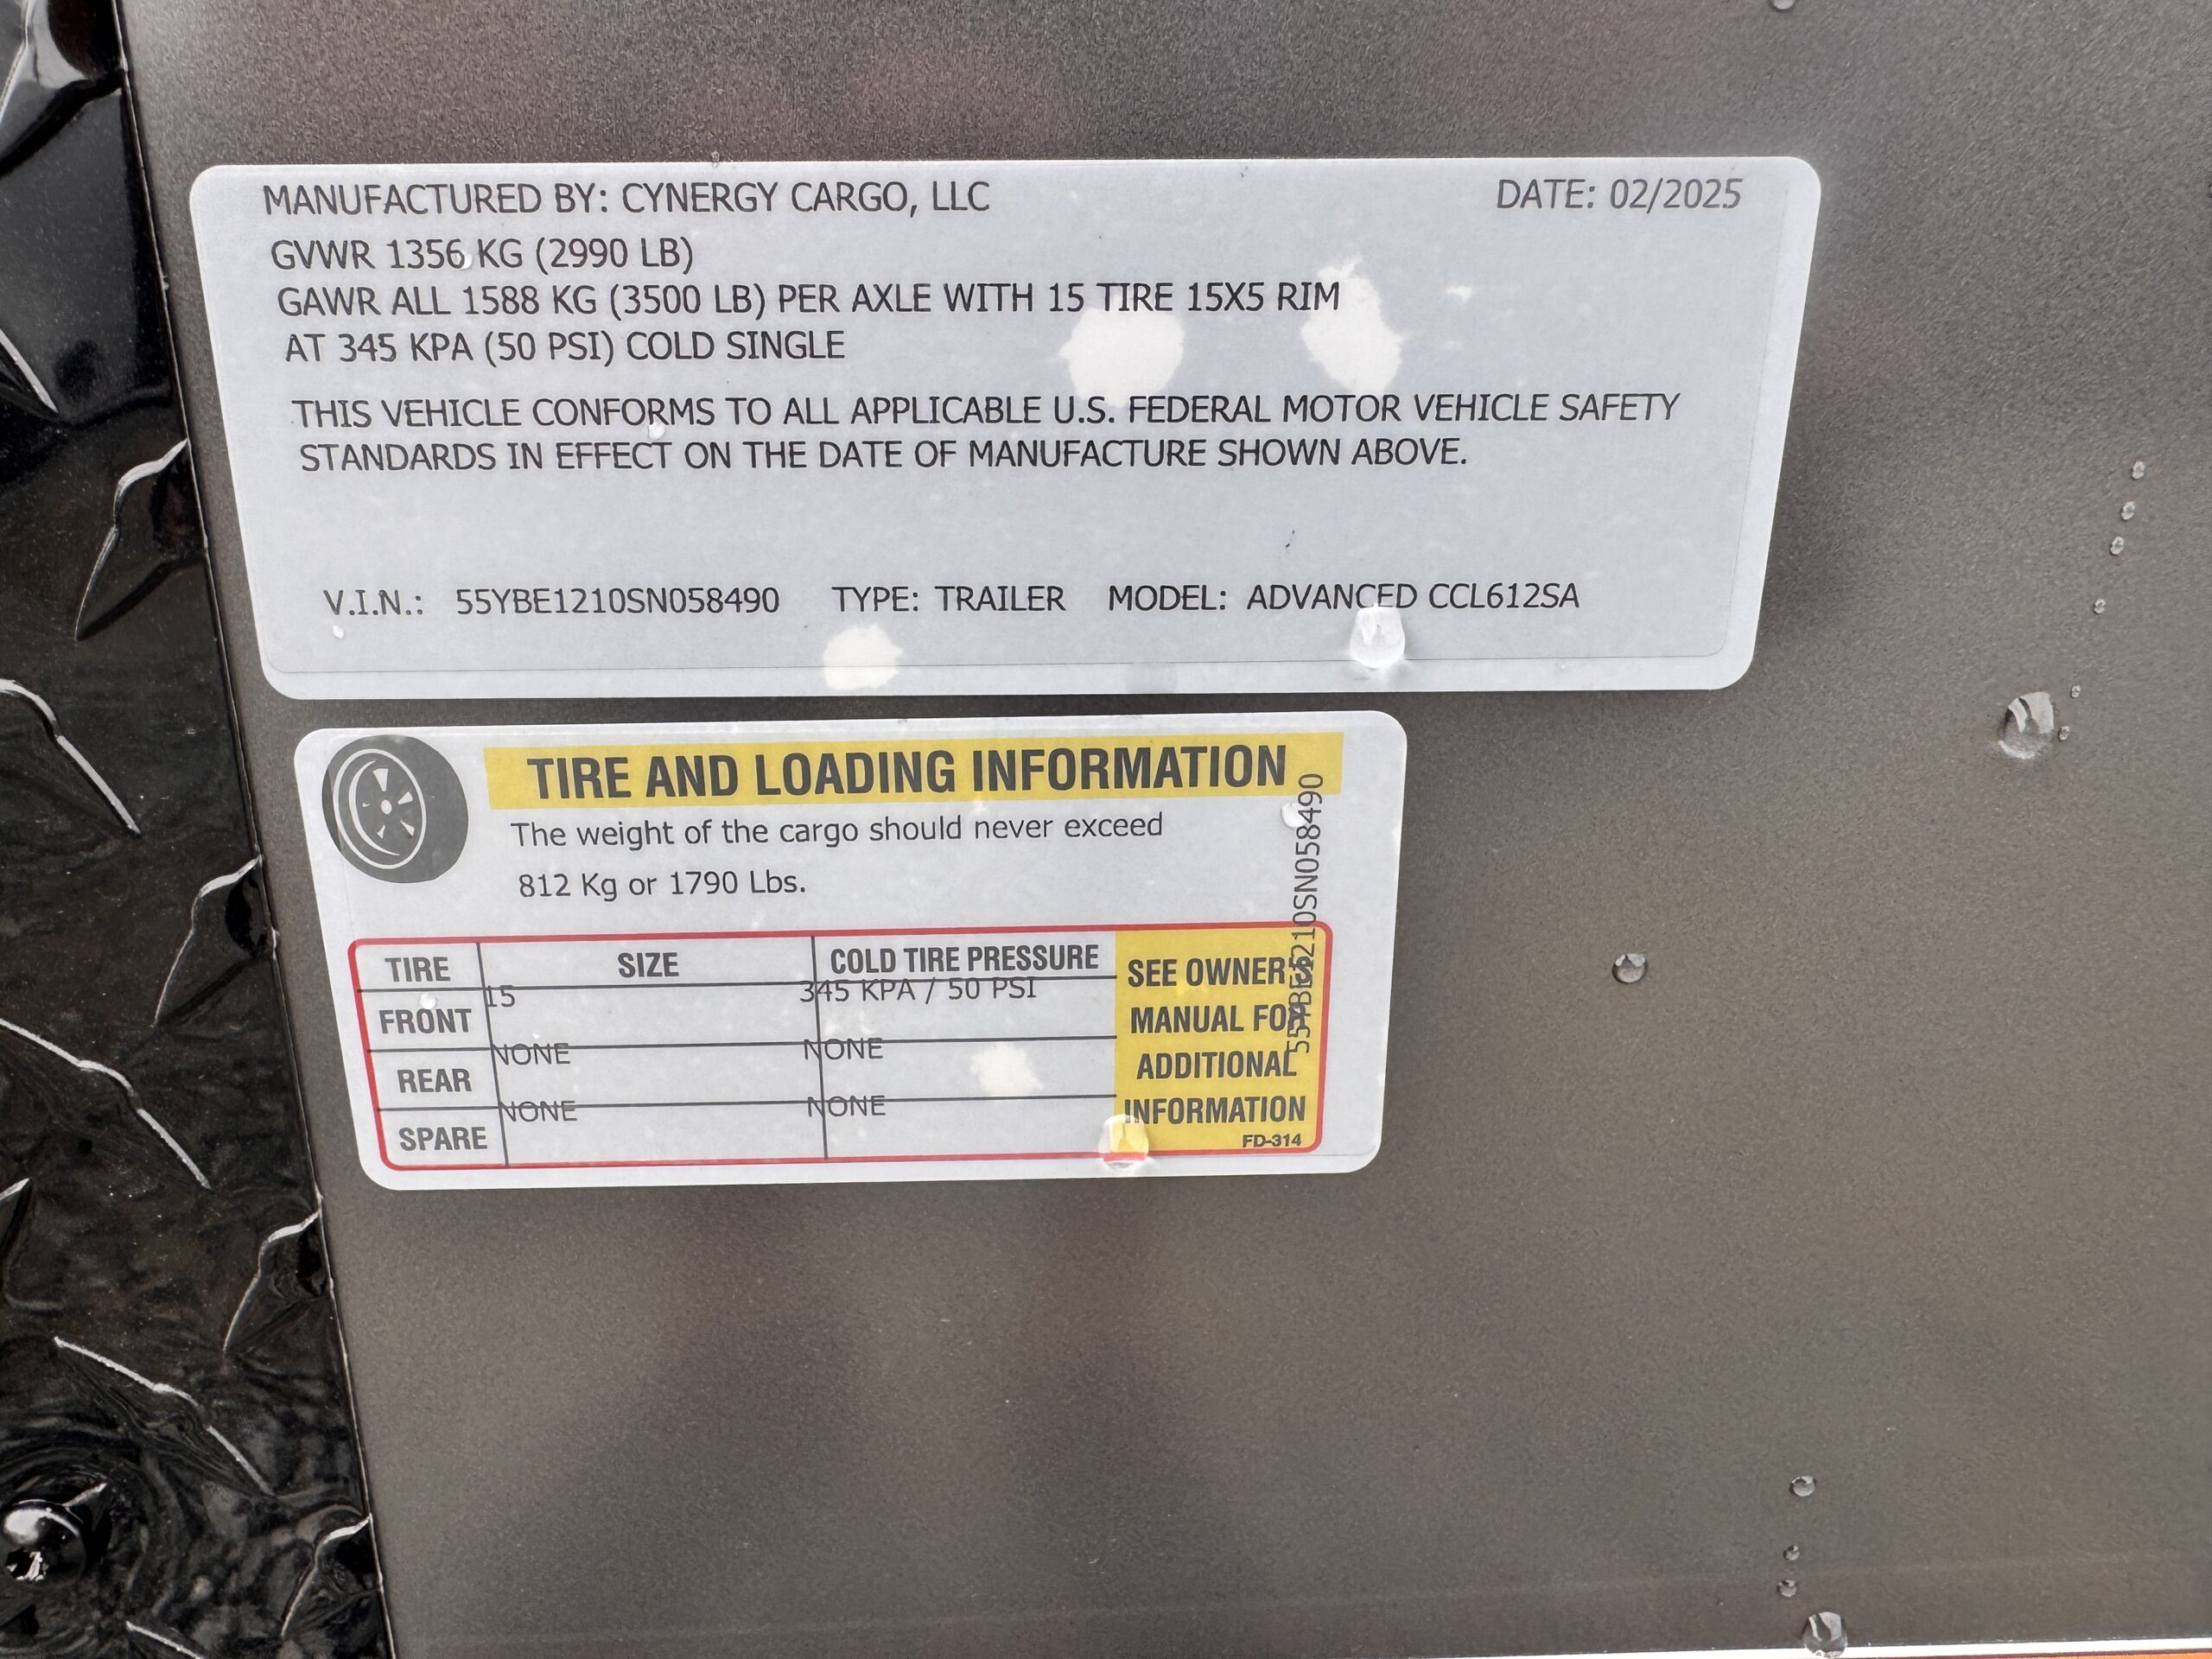 MANUFACTURED BY: CYNERGY CARGO, LLC DATE: 02/2025
GVWR 1356 KG (2990 LB)
GAWR ALL 1588 KG (3500 LB) PER AXLE WITH 15 TIRE 15X5 RIM
AT 345 KPA (50 PSI) COLD SINGLE
THIS VEHICLE CONFORMS TO ALL APPLICABLE U.S. FEDERAL MOTOR VEHICLE SAFETY
STANDARDS IN EFFECT ON THE DATE OF MANUFACTURE SHOWN ABOVE.
V.I.N.: 55YBE1210SN058490 TYPE: TRAILER MODEL: ADVANCED CCL612SA
TIRE AND LOADING INFORMATION
The weight of the cargo should never exceed
812 Kg or 1790 Lbs.
TIRE SIZE COLD TIRE PRESSURE
FRONT 15 345 KPA / 50 PSI
REAR NONE NONE
SPARE NONE NONE
SEE OWNER'S
MANUAL FOR
ADDITIONAL
INFORMATION
FD-314
55YBE1210SN058490